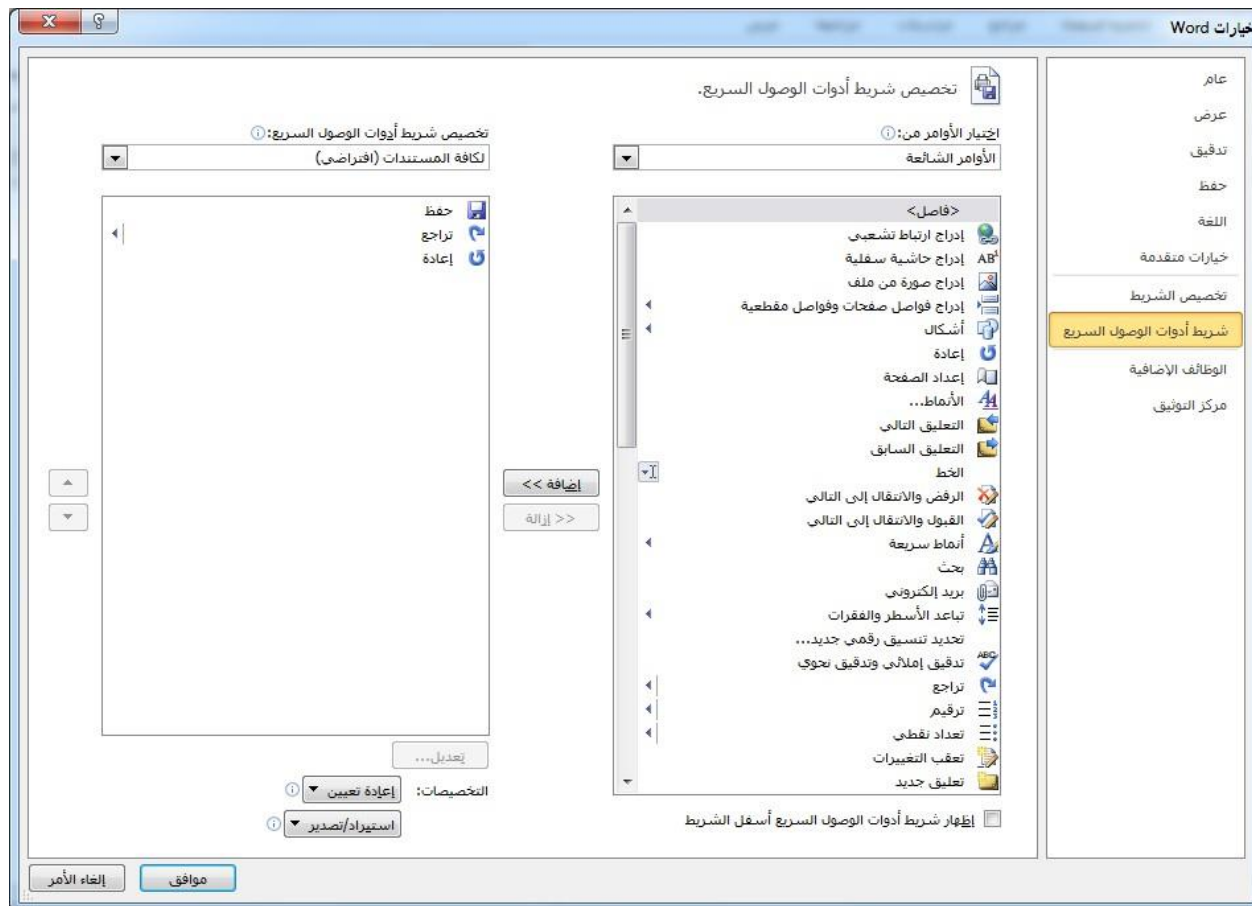 خيارات Word
عام
عرض
تدقيق
حفظ
اللغة
خيارات متقدمة
تخصيص الشريط
شريط أدوات الوصول السريع
الوظائف الإضافية
مركز التوثيق
تخصيص شريط أدوات الوصول السريع.
اختيار الأوامر من:
الأوامر الشائعة
<فاصل>
إدراج ارتباط تشعبي
إدراج حاشية سفلية
إدراج صورة من ملف
إدراج فواصل صفحات وفواصل مقطعية
أشكال
إعادة
إعداد الصفحة
الأنماط...
التعليق التالي
التعليق السابق
الخط
الرفض والانتقال إلى التالي
القبول والانتقال إلى التالي
أنماط سريعة
بحث
بريد إلكتروني
تباعد الأسطر والفقرات
تحديد تنسيق رقمي جديد...
تدقيق إملائي وتدقيق نحوي
تراجع
ترقيم
تعداد نقطي
تعقب التغييرات
تعليق جديد
إظهار شريط أدوات الوصول السريع أسفل الشريط
إضافة >>
<< إزالة
تخصيص شريط أدوات الوصول السريع:
لكافة المستندات (افتراضي)
حفظ
تراجع
إعادة
تعديل...
التخصيصات: إعادة تعيين
استيراد/تصدير
موافق
إلغاء الأمر